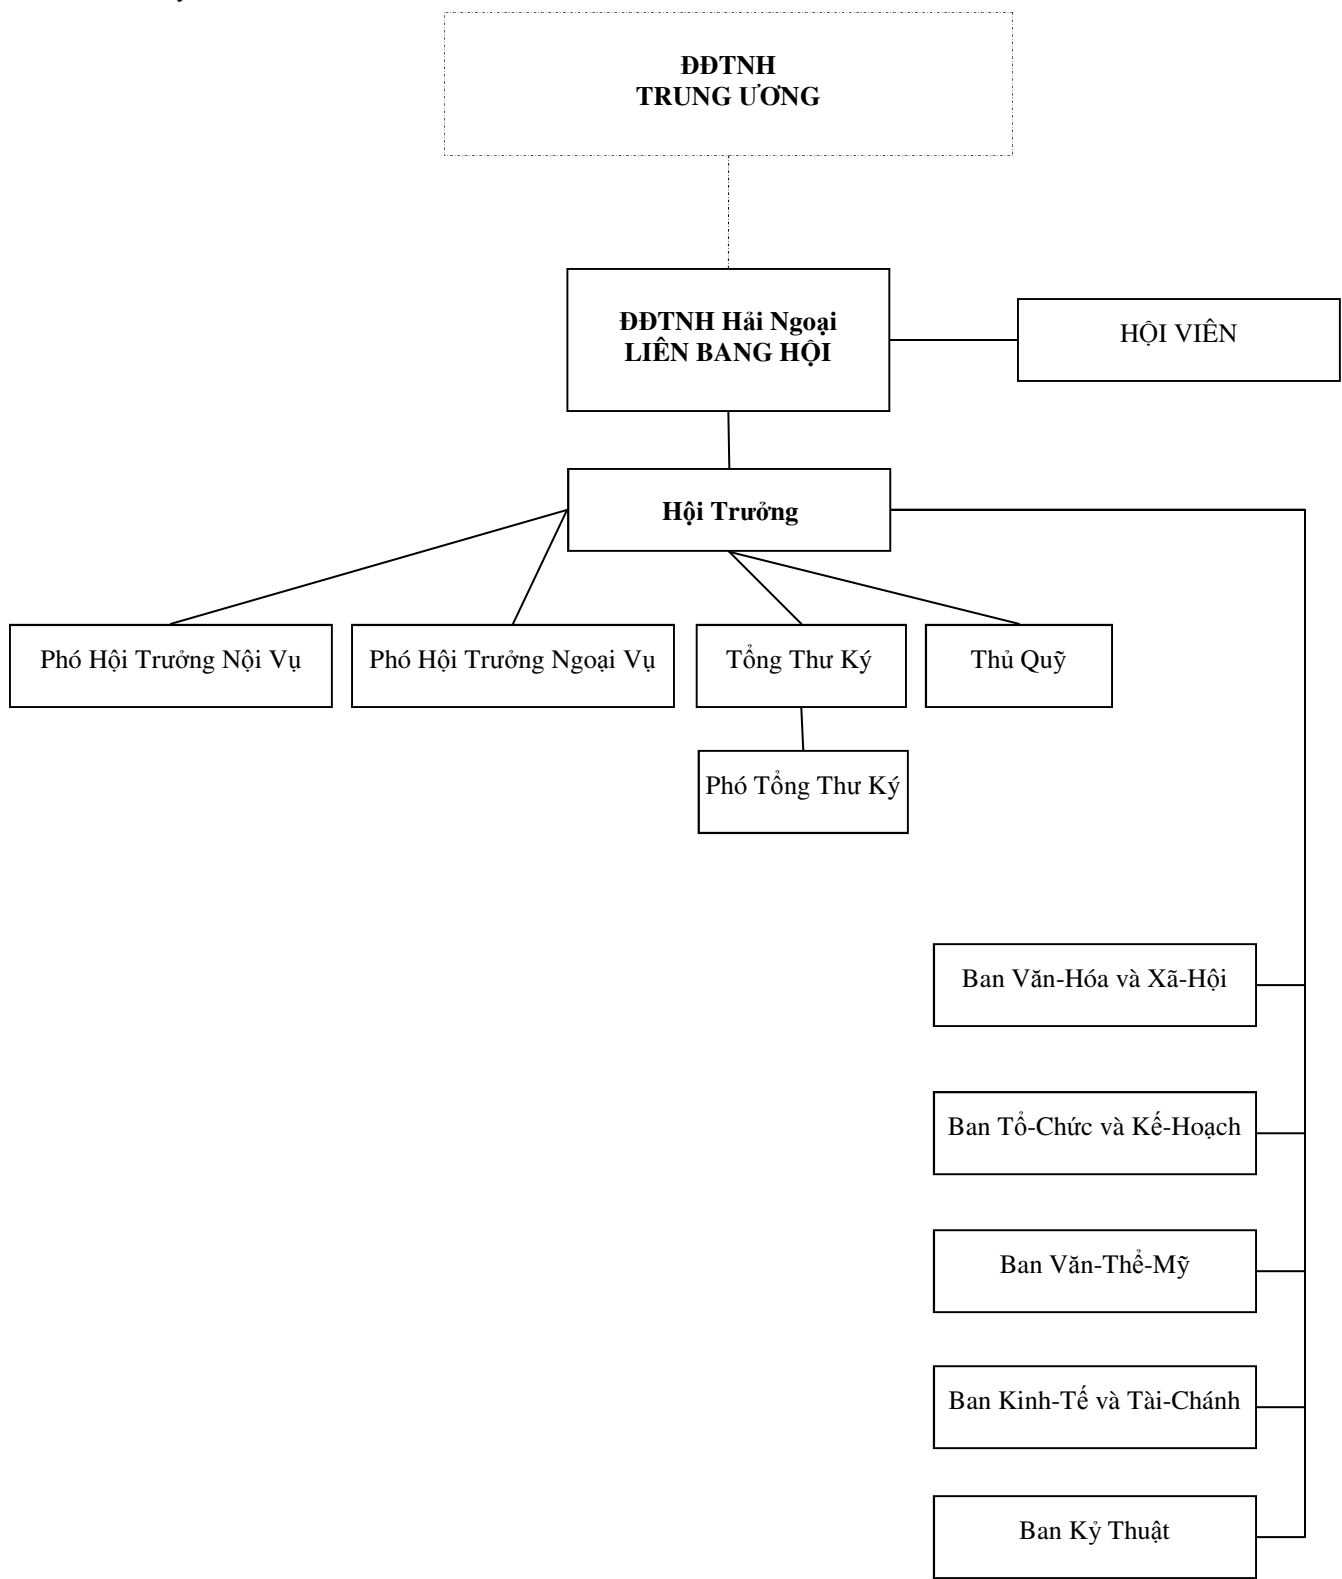 ĐĐTNH
TRUNG ƯƠNG
ĐĐTNH Hải Ngoại
LIÊN BANG HỘI
HỘI VIÊN
Hội Trưởng
Phó Hội Trưởng Nội Vụ
Phó Hội Trưởng Ngoại Vụ
Tổng Thư Ký
Thủ Quỹ
Phó Tổng Thư Ký
Ban Văn-Hóa và Xã-Hội
Ban Tổ-Chức và Kế-Hoạch
Ban Văn-Thể-Mỹ
Ban Kinh-Tế và Tài-Chánh
Ban Kỷ Thuật